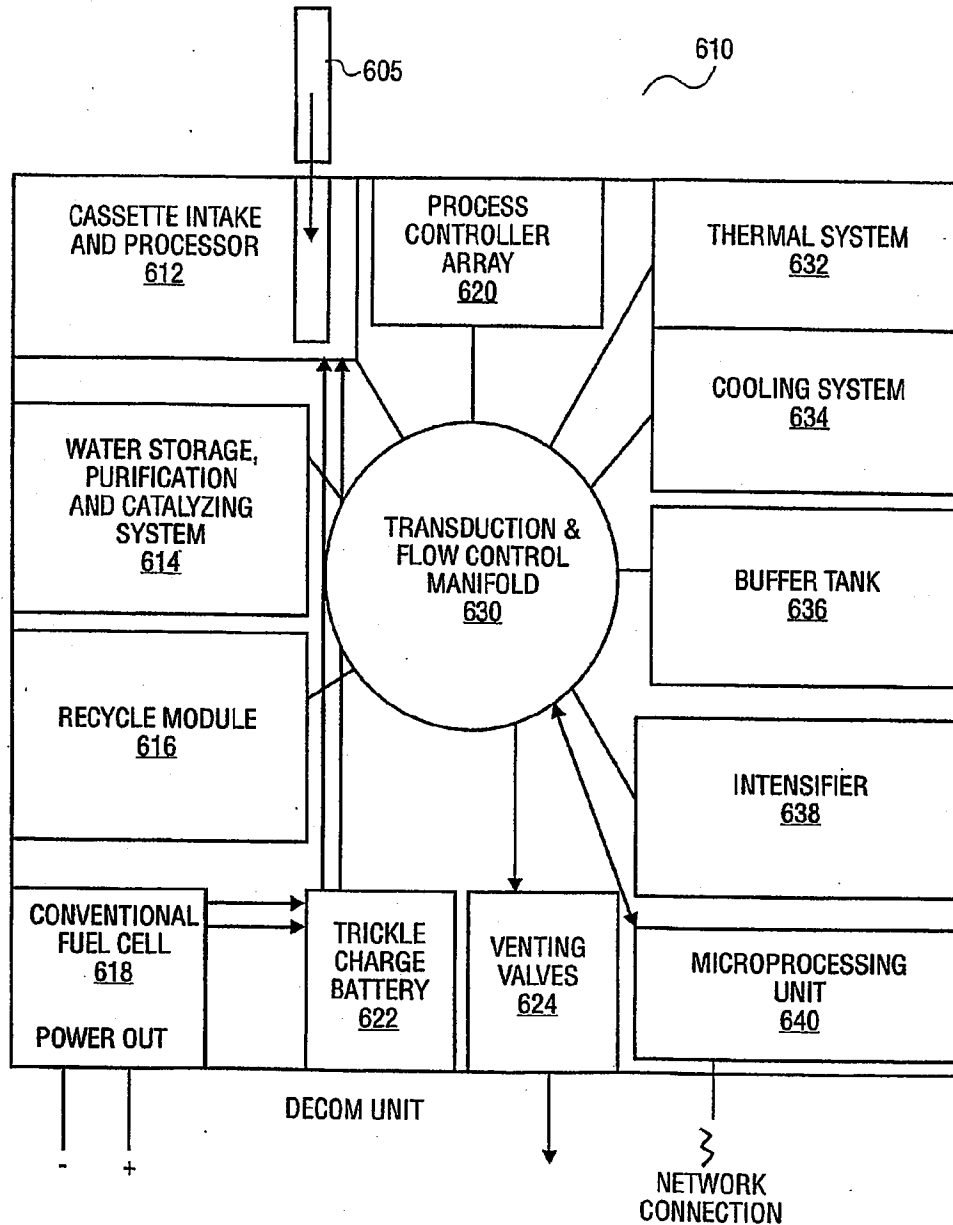 605
610
CASSETTE INTAKE
AND PROCESSOR
612
PROCESS
CONTROLLER
ARRAY
620
THERMAL SYSTEM
632
COOLING SYSTEM
634
WATER STORAGE,
PURIFICATION
AND CATALYZING
SYSTEM
614
TRANSDUCTION &
FLOW CONTROL
MANIFOLD
630
BUFFER TANK
636
RECYCLE MODULE
616
INTENSIFIER
638
CONVENTIONAL
FUEL CELL
618
POWER OUT
TRICKLE
CHARGE
BATTERY
622
VENTING
VALVES
624
MICROPROCESSING
UNIT
640
DECOM UNIT
- +
NETWORK
CONNECTION